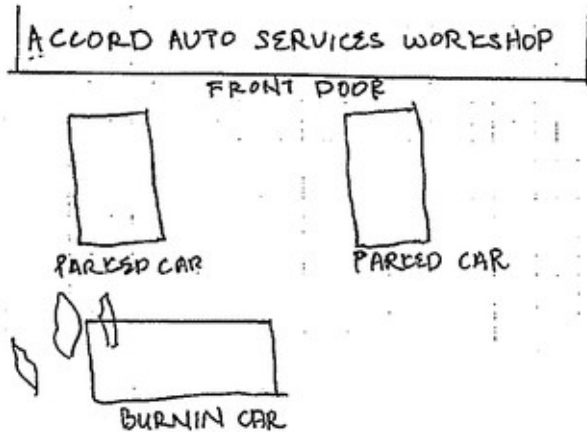 ACCORD AUTO SERVICES WORKSHOP
FRONT DOOR
PARKED CAR PARKED CAR
BURNIN CAR